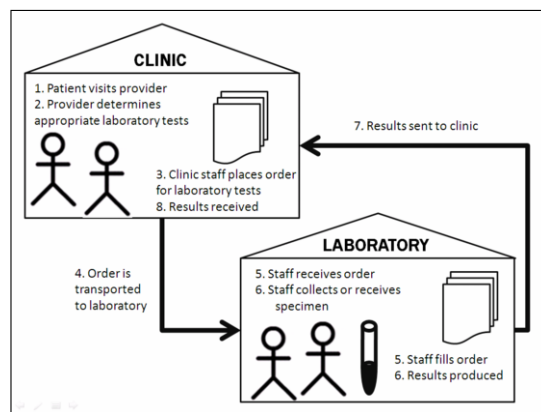 CLINIC
1. Patient visits provider
2. Provider determines
appropriate laboratory tests
3. Clinic staff places order
for laboratory tests
8. Results received
7. Results sent to clinic
4. Order is
transported
to laboratory
LABORATORY
5. Staff receives order
6. Staff collects or receives
specimen
5. Staff fills order
6. Results produced